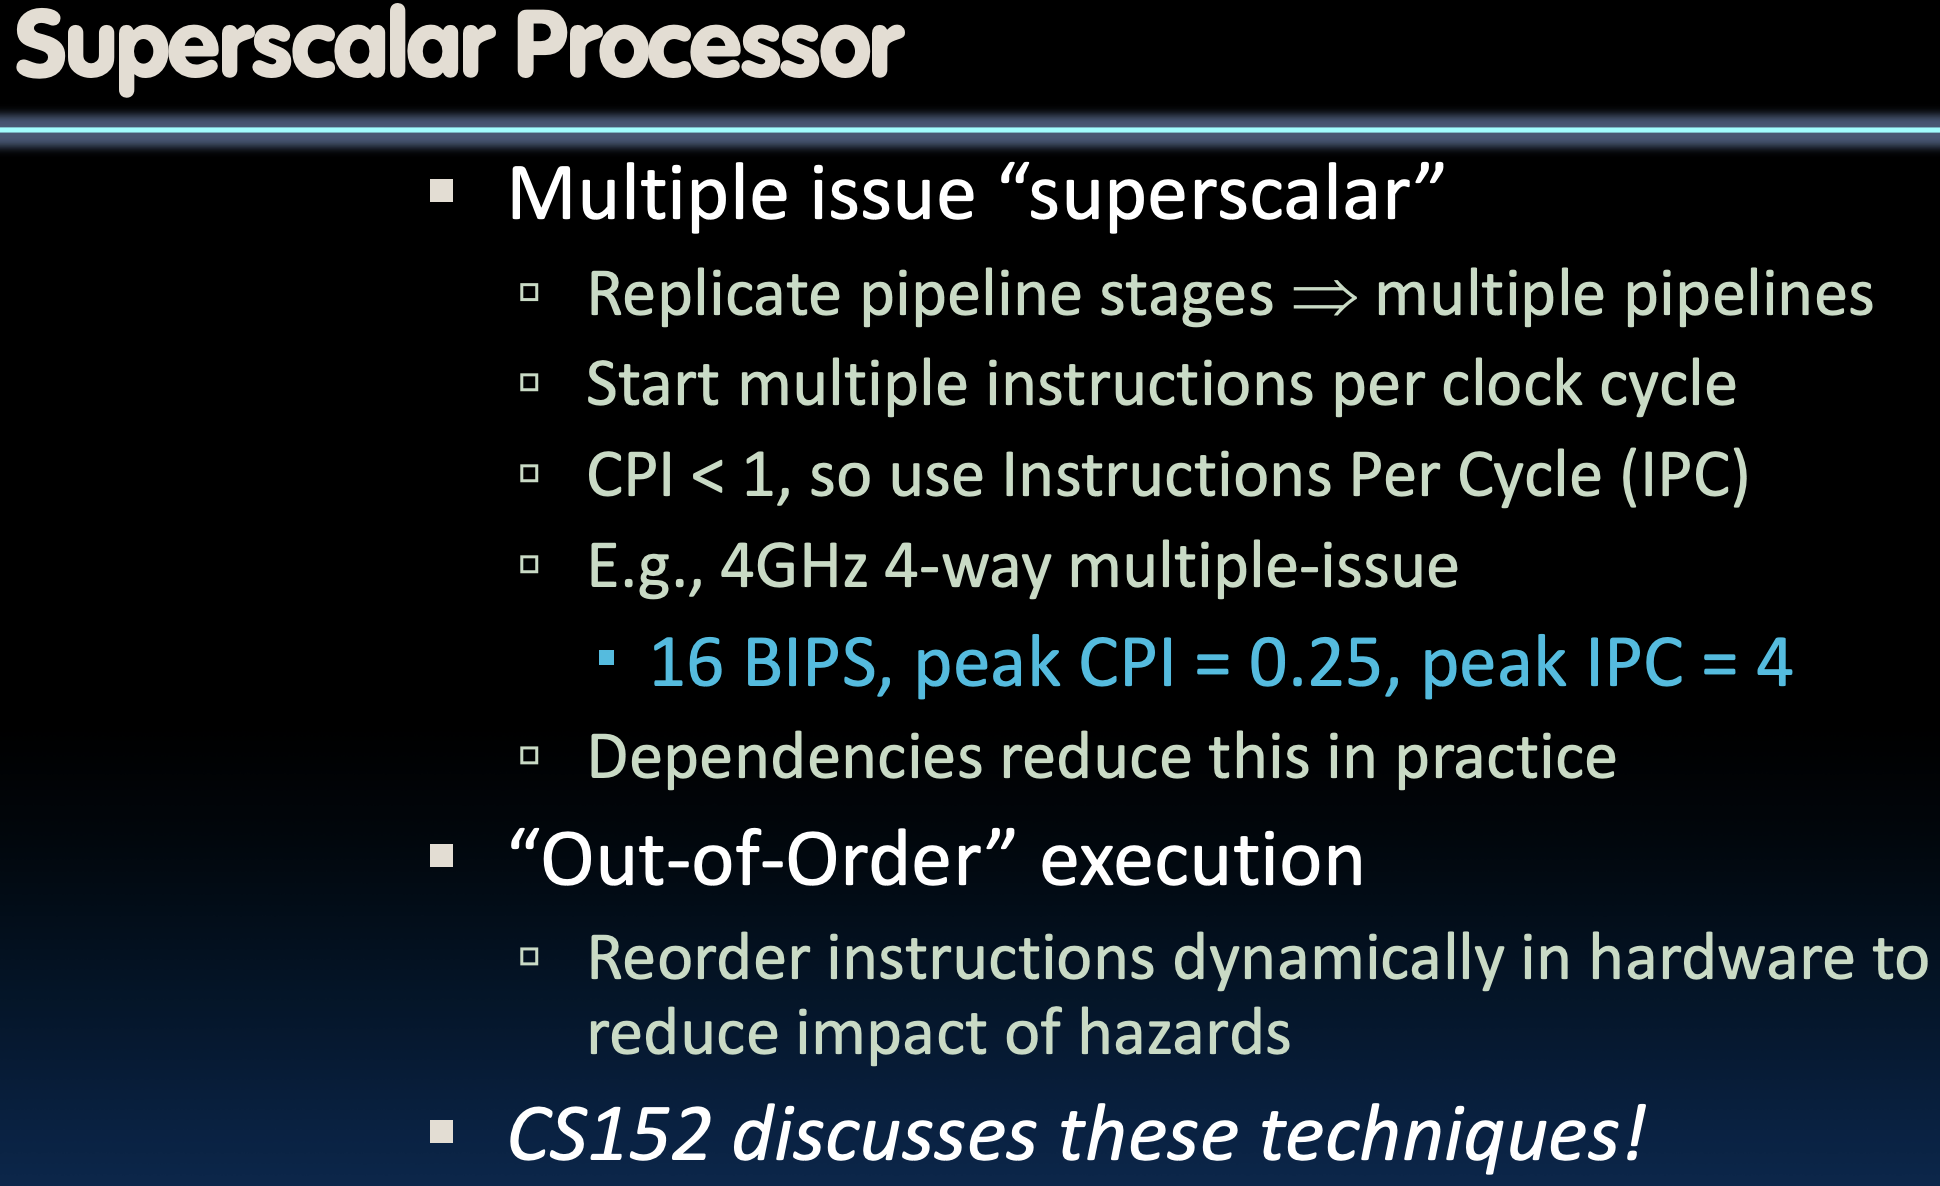 Superscalar Processor
Multiple issue “superscalar”
Replicate pipeline stages ⇒ multiple pipelines
Start multiple instructions per clock cycle
CPI < 1, so use Instructions Per Cycle (IPC)
E.g., 4GHz 4-way multiple-issue
16 BIPS, peak CPI = 0.25, peak IPC = 4
Dependencies reduce this in practice
“Out-of-Order” execution
Reorder instructions dynamically in hardware to
reduce impact of hazards
CS152 discusses these techniques!